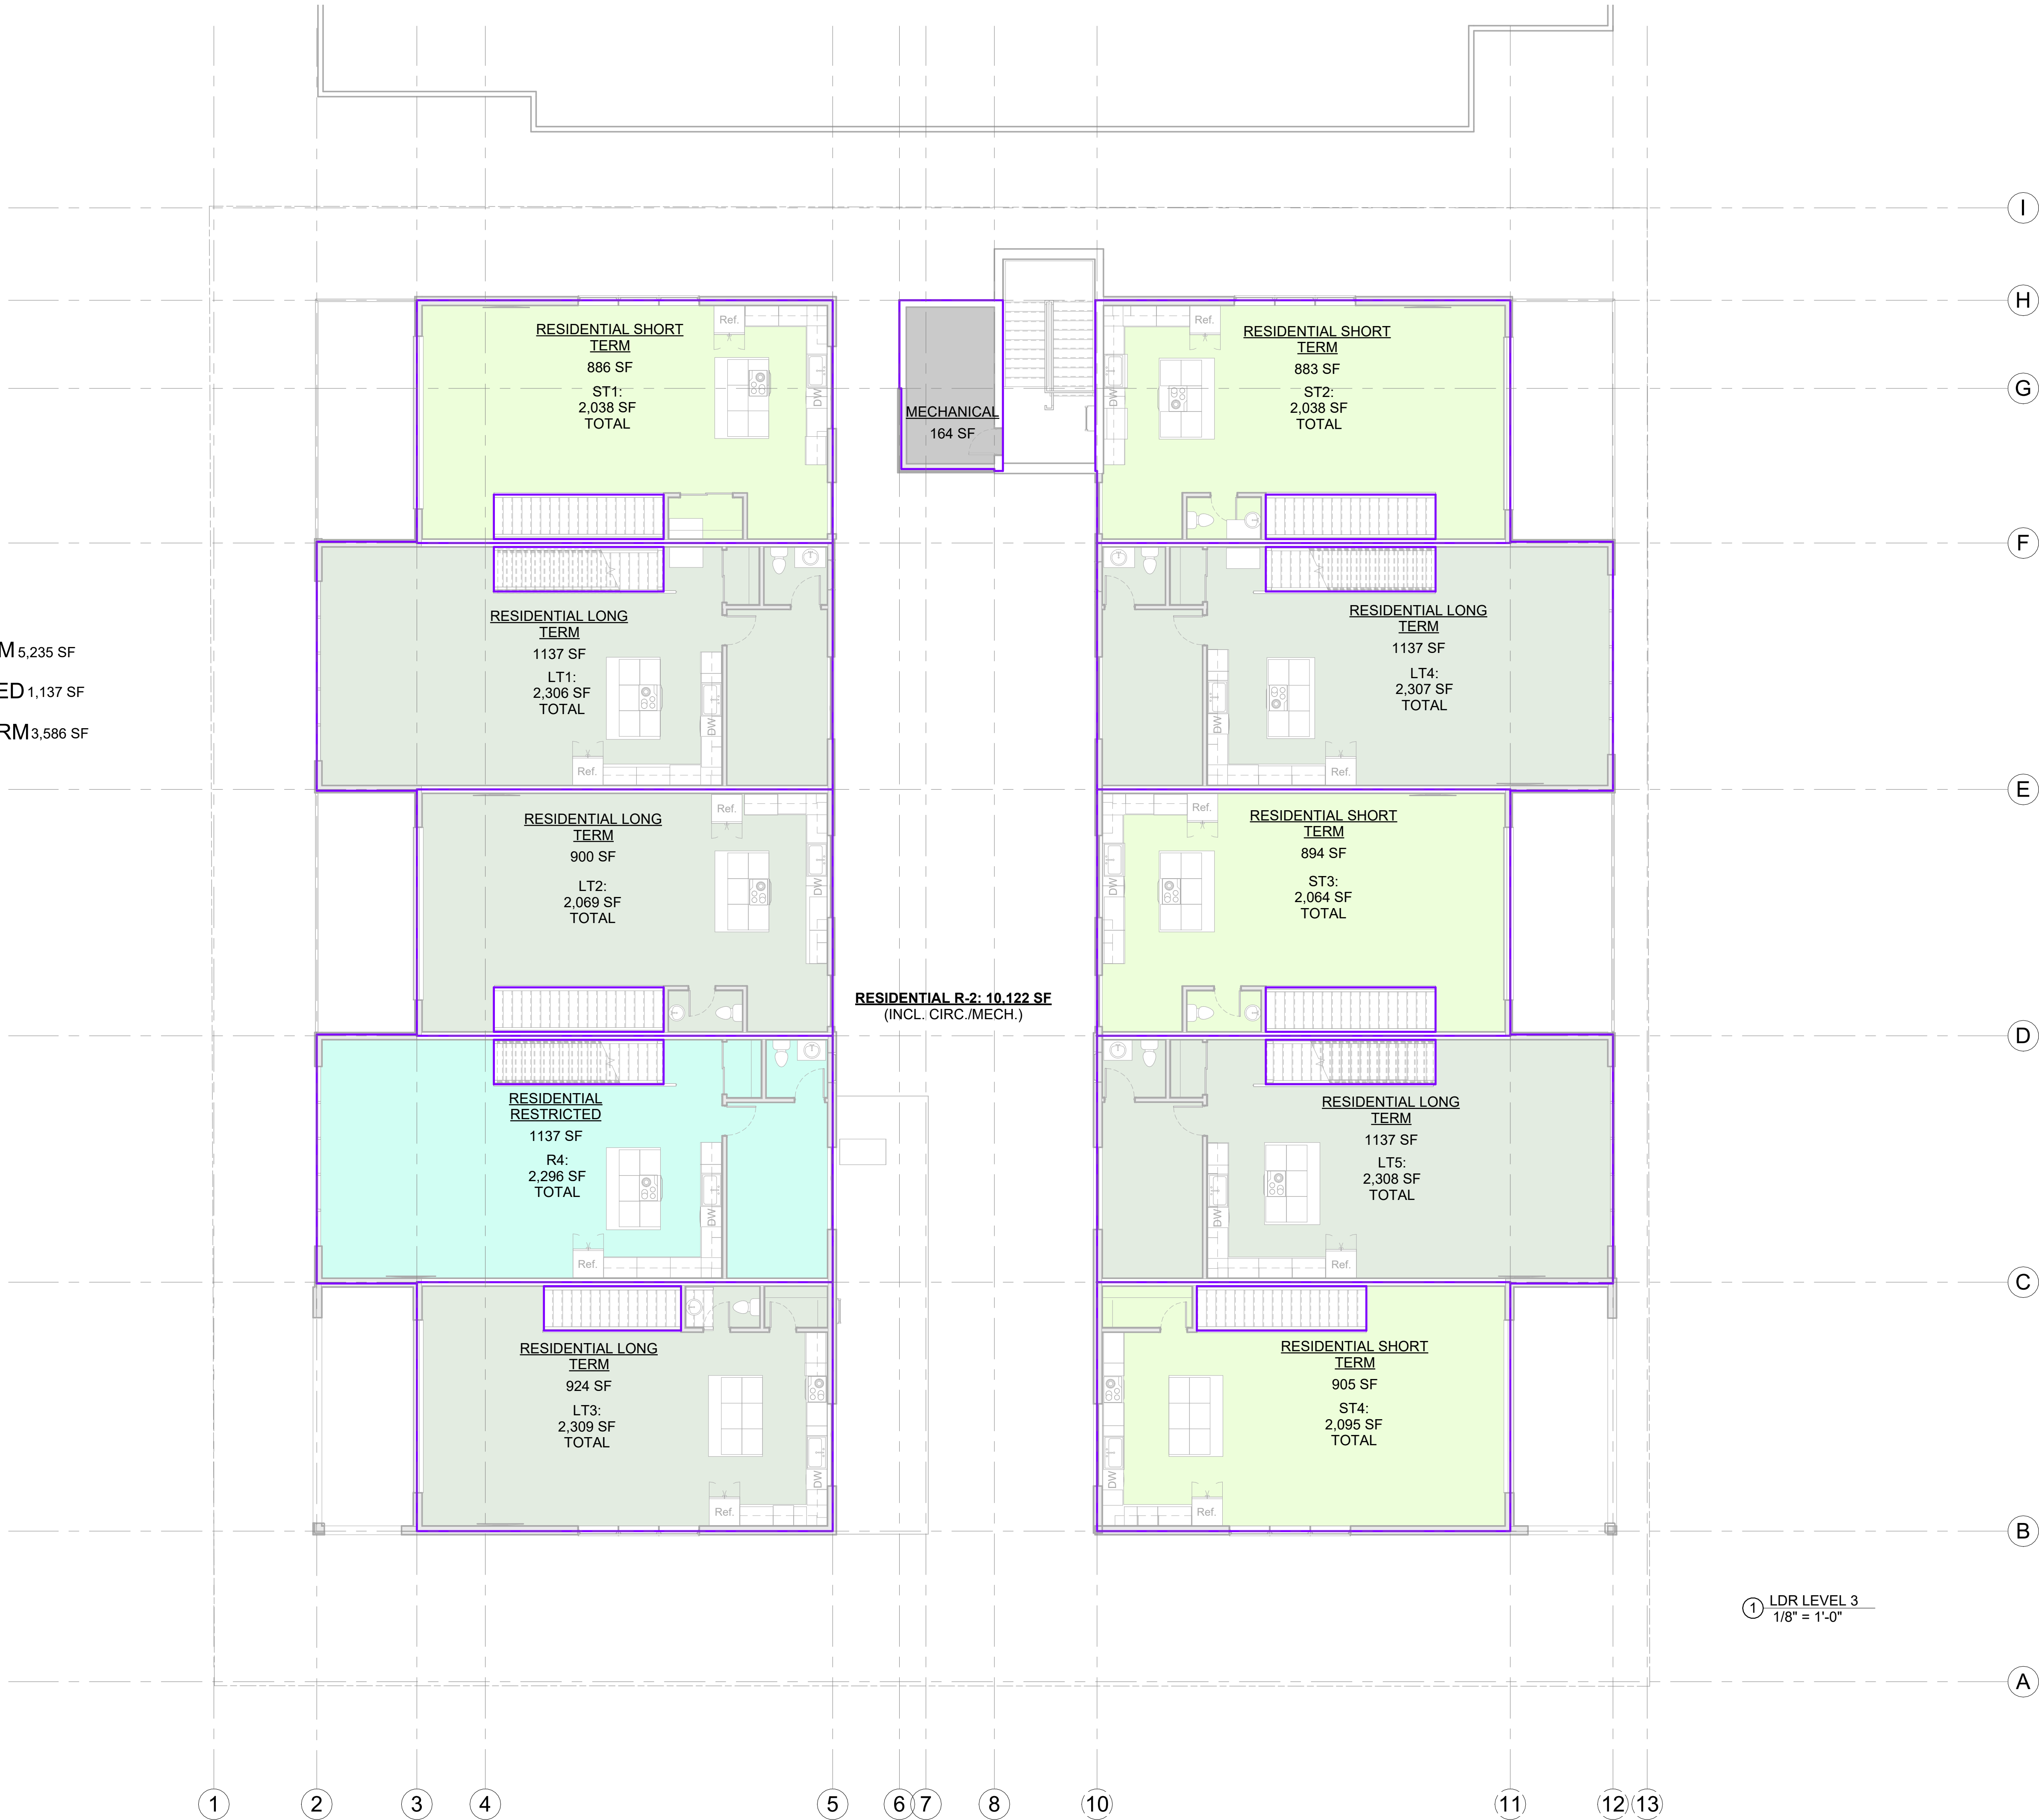 I
H
G
F
E
D
C
B
A
RESIDENTIAL SHORT
TERM
886 SF
ST1:
2,038 SF
TOTAL
Ref.
DW
MECHANICAL
164 SF
RESIDENTIAL SHORT
TERM
883 SF
ST2:
2,038 SF
TOTAL
Ref.
DW
M 5,235 SF
ED 1,137 SF
RM 3,586 SF
RESIDENTIAL LONG
TERM
1137 SF
LT1:
2,306 SF
TOTAL
Ref.
DW
RESIDENTIAL LONG
TERM
1137 SF
LT4:
2,307 SF
TOTAL
Ref.
DW
RESIDENTIAL LONG
TERM
900 SF
LT2:
2,069 SF
TOTAL
Ref.
DW
RESIDENTIAL SHORT
TERM
894 SF
ST3:
2,064 SF
TOTAL
Ref.
DW
RESIDENTIAL R-2: 10,122 SF
(INCL. CIRC./MECH.)
RESIDENTIAL
RESTRICTED
1137 SF
R4:
2,296 SF
TOTAL
Ref.
DW
RESIDENTIAL LONG
TERM
1137 SF
LT5:
2,308 SF
TOTAL
Ref.
DW
RESIDENTIAL LONG
TERM
924 SF
LT3:
2,309 SF
TOTAL
Ref.
DW
RESIDENTIAL SHORT
TERM
905 SF
ST4:
2,095 SF
TOTAL
Ref.
DW
1 LDR LEVEL 3
1/8" = 1'-0"
1 2 3 4 5 6 7 8 10 11 12 13